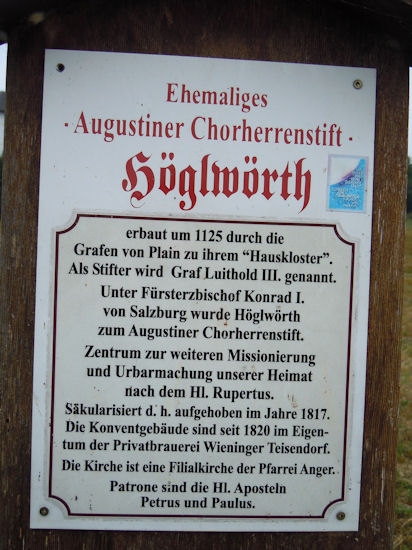 Ehemaliges
· Augustiner Chorherrenstift ·
Höglwörth
erbaut um 1125 durch die
Grafen von Plain zu ihrem “Hauskloster”.
Als Stifter wird Graf Luithold III. genannt.
Unter Fürsterzbischof Konrad I.
von Salzburg wurde Höglwörth
zum Augustiner Chorherrenstift.
Zentrum zur weiteren Missionierung
und Urbarmachung unserer Heimat
nach dem Hl. Rupertus.
Säkularisiert d. h. aufgehoben im Jahre 1817.
Die Konventgebäude sind seit 1820 im Eigen-
tum der Privatbrauerei Wieninger Teisendorf.
Die Kirche ist eine Filialkirche der Pfarrei Anger.
Patrone sind die Hl. Aposteln
Petrus und Paulus.